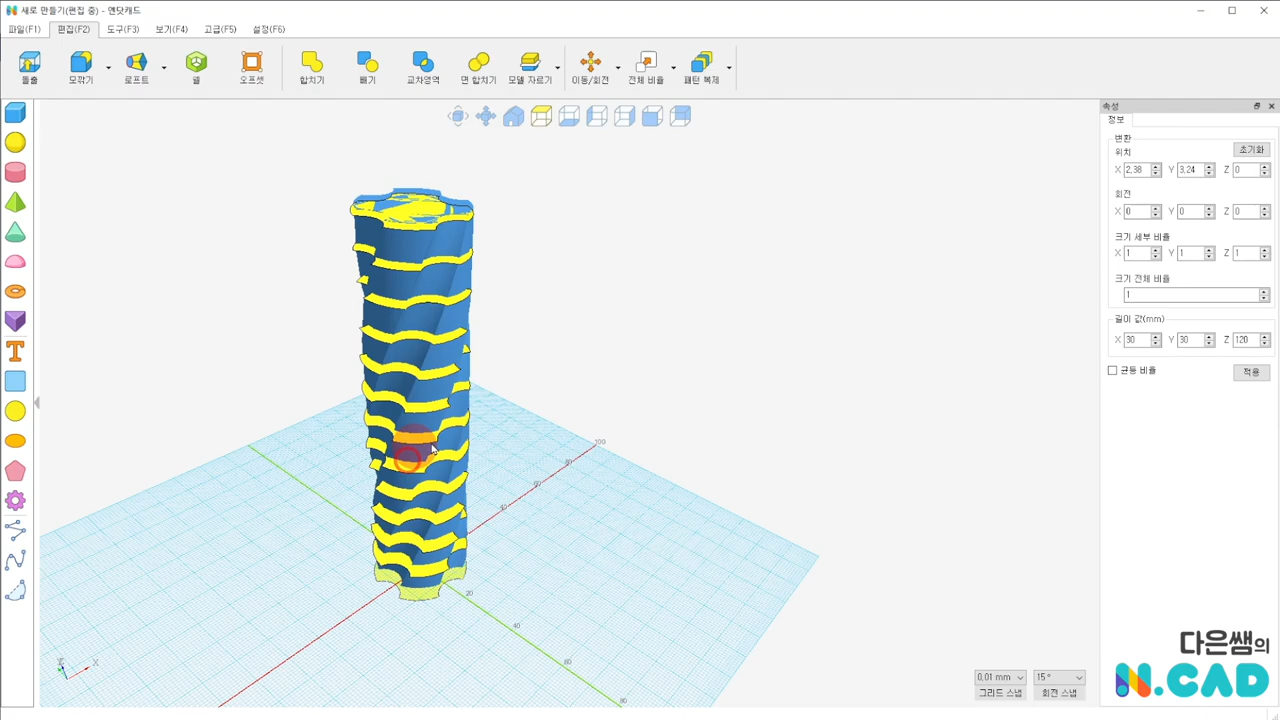 새로 만들기(편집 중) - 엔닷캐드
파일(F1) 편집(F2) 도구(F3) 보기(F4) 고급(F5) 설정(F6)
돌출 모깎기 로프트 쉘 오프셋 합치기 빼기 교차영역 면 합치기 모델 자르기 이동/회전 전체 비율 패턴 복제
속성
정보
변환
위치
초기화
X 2,38 Y 3,24 Z 0
회전
X 0 Y 0 Z 0
크기 세부 비율
X 1 Y 1 Z 1
크기 전체 비율
1
길이 값(mm)
X 30 Y 30 Z 120
균등 비율
적용
100
80
60
40
20
40
60
80
Z X
0,01 mm 15°
그리드 스냅 회전 스냅
다은쌤의
N.CAD